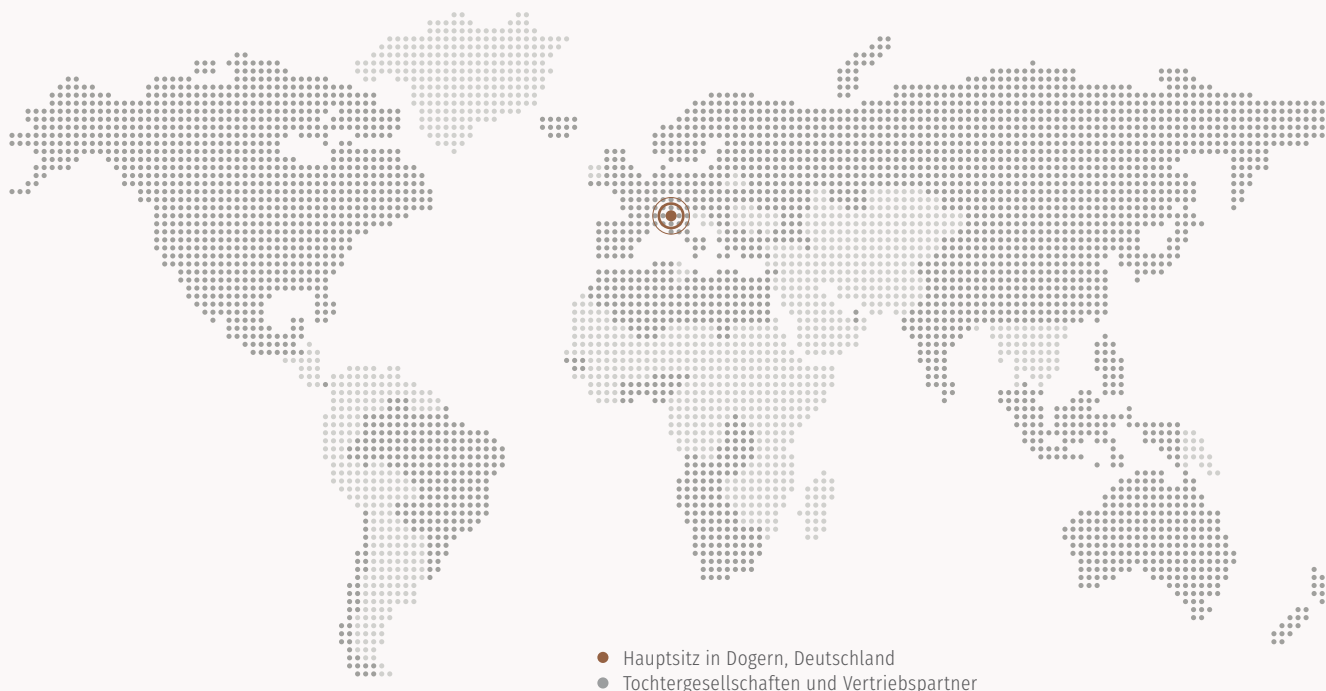 Hauptsitz in Dogern, Deutschland
Tochtergesellschaften und Vertriebspartner